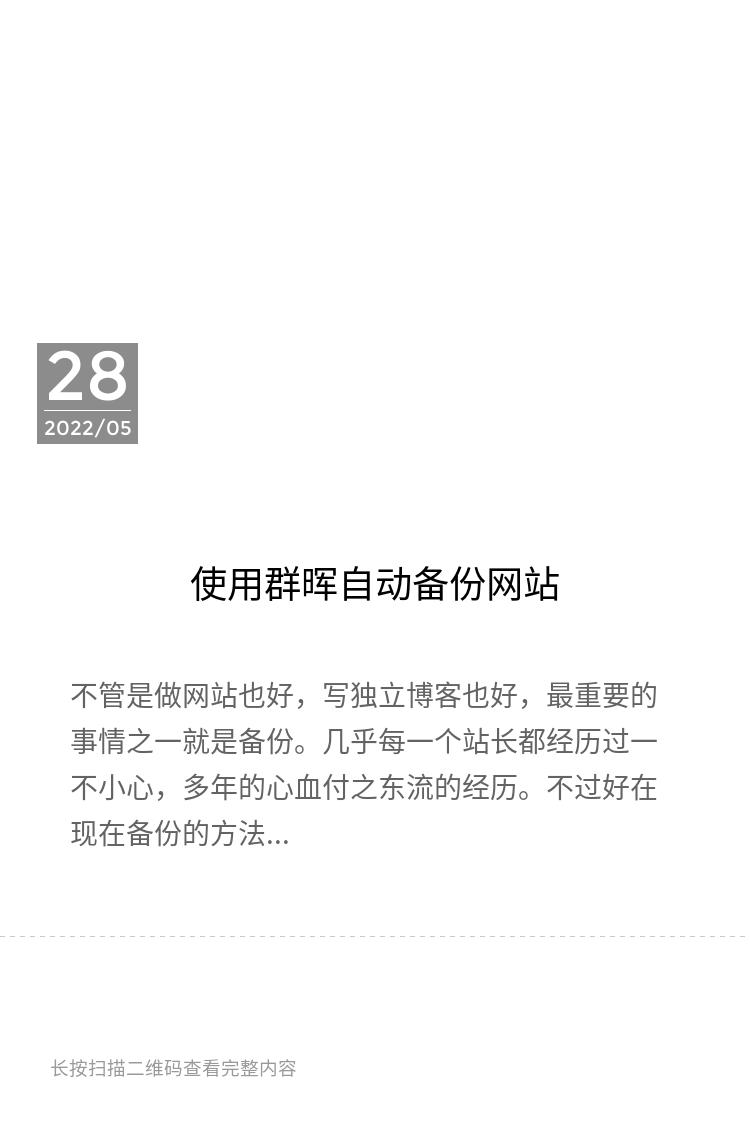 28
2022/05
使用群晖自动备份网站
不管是做网站也好，写独立博客也好，最重要的
事情之一就是备份。几乎每一个站长都经历过一
不小心，多年的心血付之东流的经历。不过好在
现在备份的方法...
长按扫描二维码查看完整内容